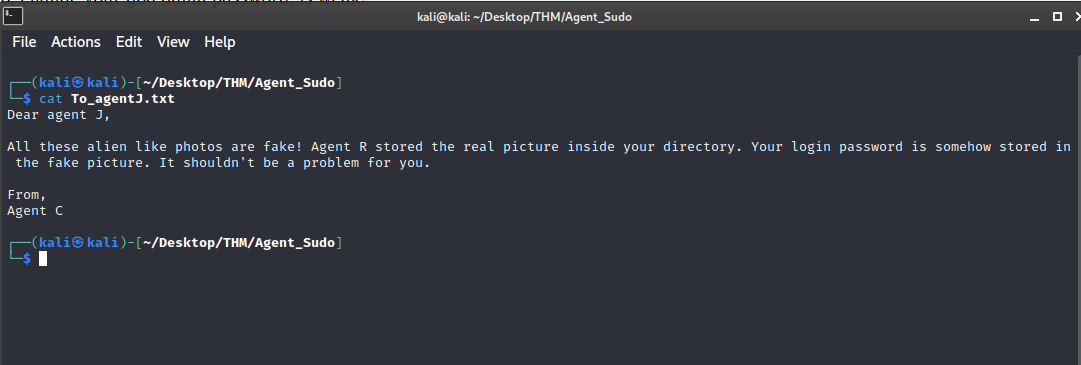 kali@kali: ~/Desktop/THM/Agent_Sudo
File Actions Edit View Help
┌──(kali㉿kali)-[~/Desktop/THM/Agent_Sudo]
└─$ cat To_agentJ.txt
Dear agent J,
All these alien like photos are fake! Agent R stored the real picture inside your directory. Your login password is somehow stored in
the fake picture. It shouldn't be a problem for you.
From,
Agent C
┌──(kali㉿kali)-[~/Desktop/THM/Agent_Sudo]
└─$